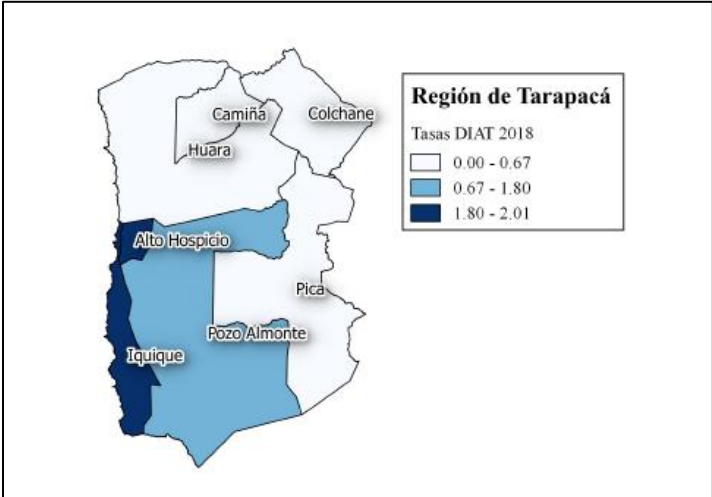 Camiña
Colchane
Huara
Alto Hospicio
Pica
Pozo Almonte
Iquique
Región de Tarapacá
Tasas DIAT 2018
0.00 - 0.67
0.67 - 1.80
1.80 - 2.01